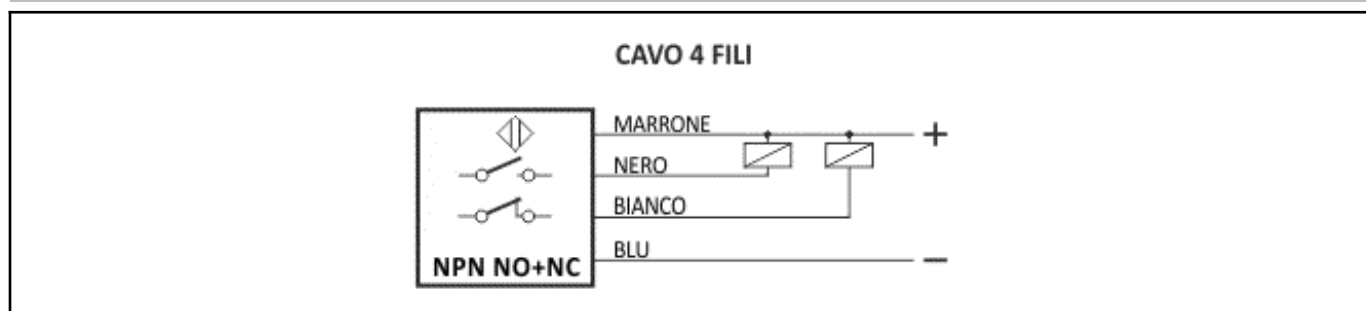 CAVO 4 FILI
MARRONE
+
NERO
BIANCO
BLU
−
NPN NO+NC